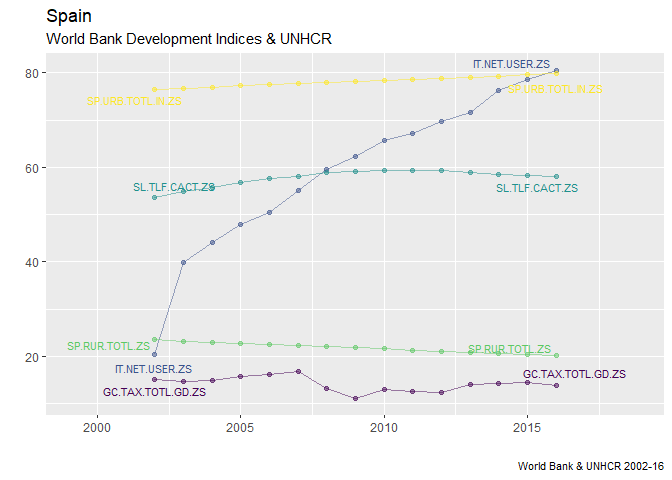 Spain
World Bank Development Indices & UNHCR
80
60
40
20
IT.NET.USER.ZS
SP.URB.TOTL.IN.ZS
SP.URB.TOTL.IN.ZS
SL.TLF.CACT.ZS
SL.TLF.CACT.ZS
SP.RUR.TOTL.ZS
SP.RUR.TOTL.ZS
IT.NET.USER.ZS
GC.TAX.TOTL.GD.ZS
GC.TAX.TOTL.GD.ZS
2000
2005
2010
2015
World Bank & UNHCR 2002-16